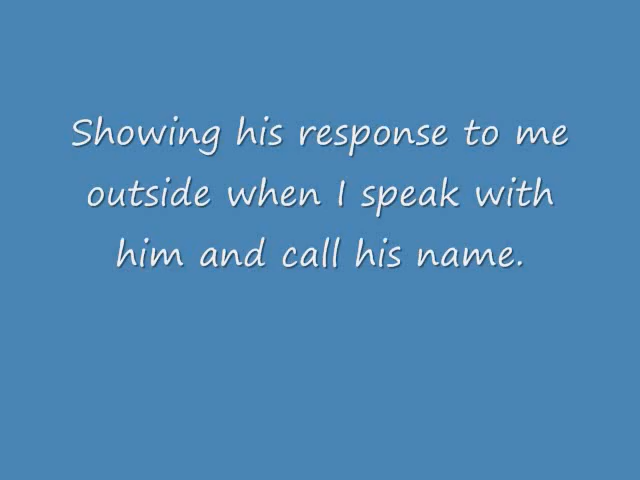 Showing his response to me
outside when I speak with
him and call his name.